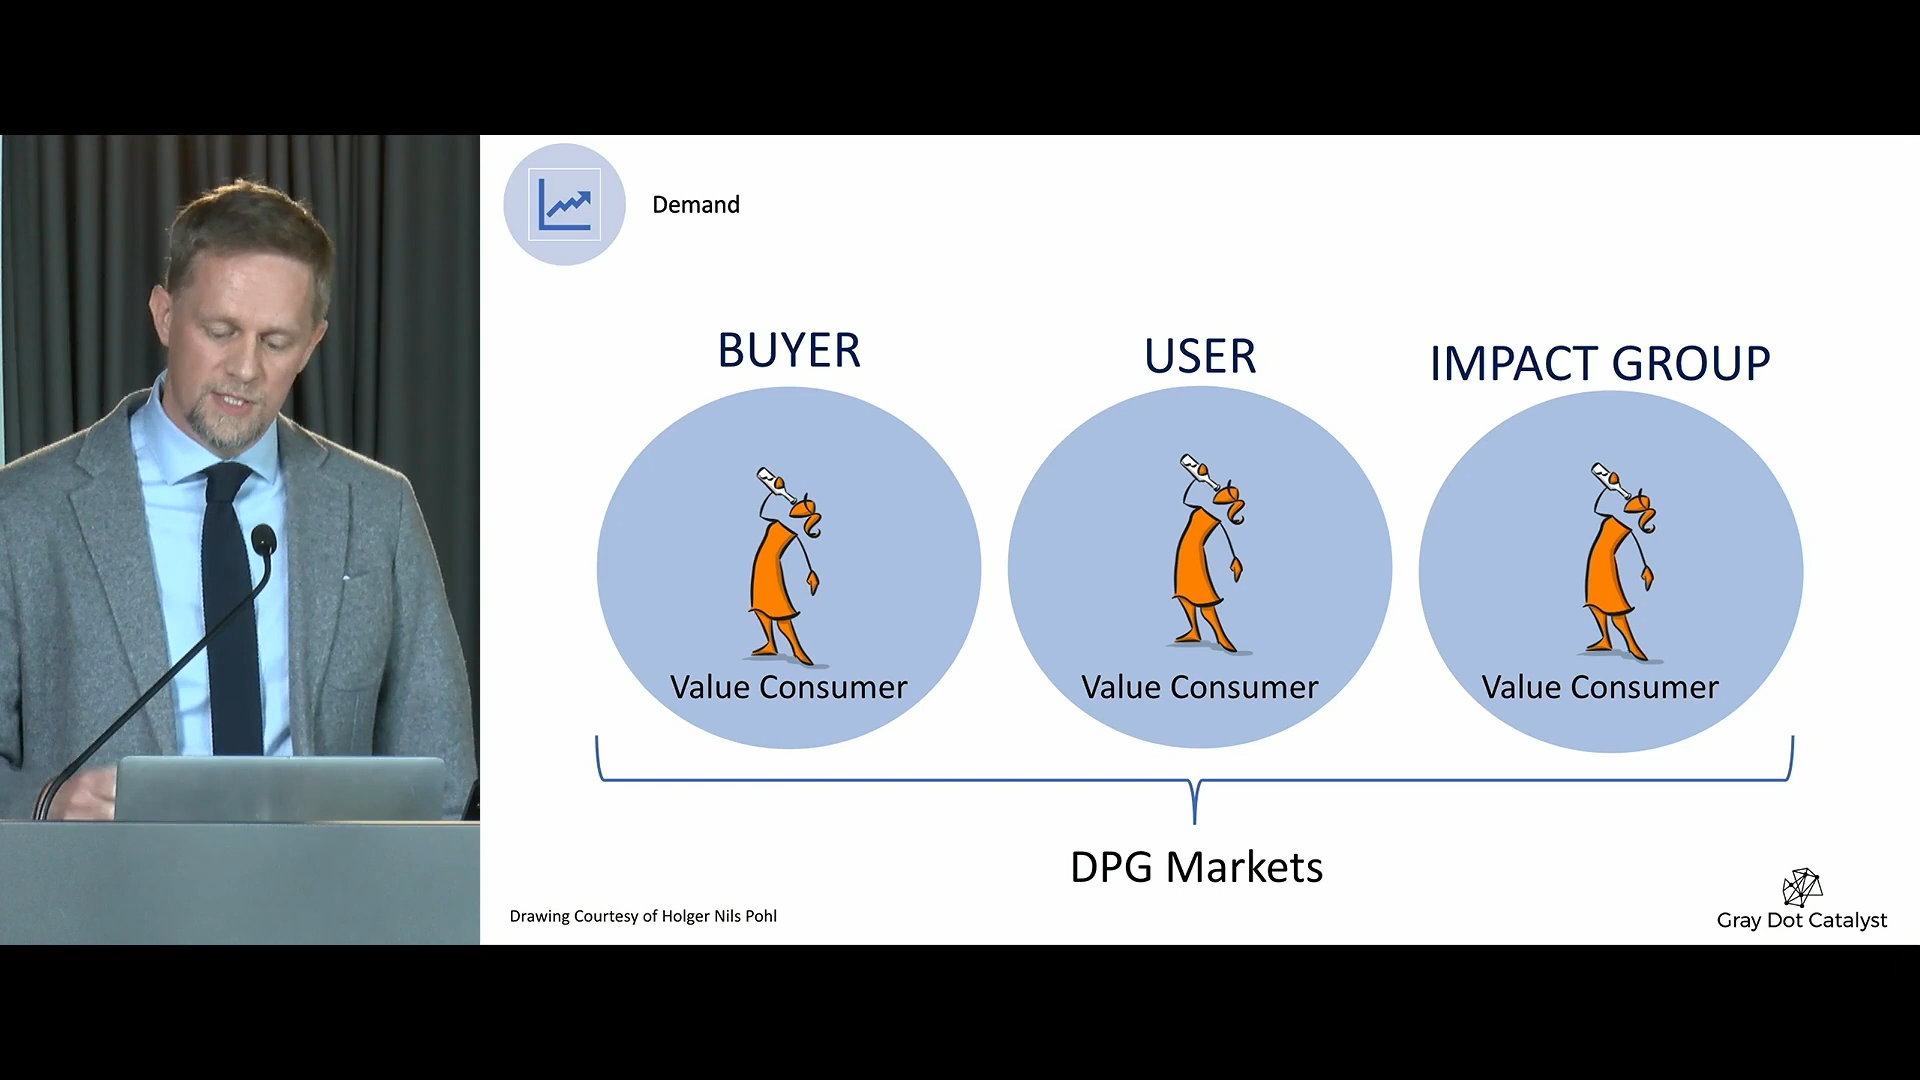 Demand
BUYER
USER
IMPACT GROUP
Value Consumer
Value Consumer
Value Consumer
DPG Markets
Drawing Courtesy of Holger Nils Pohl
Gray Dot Catalyst